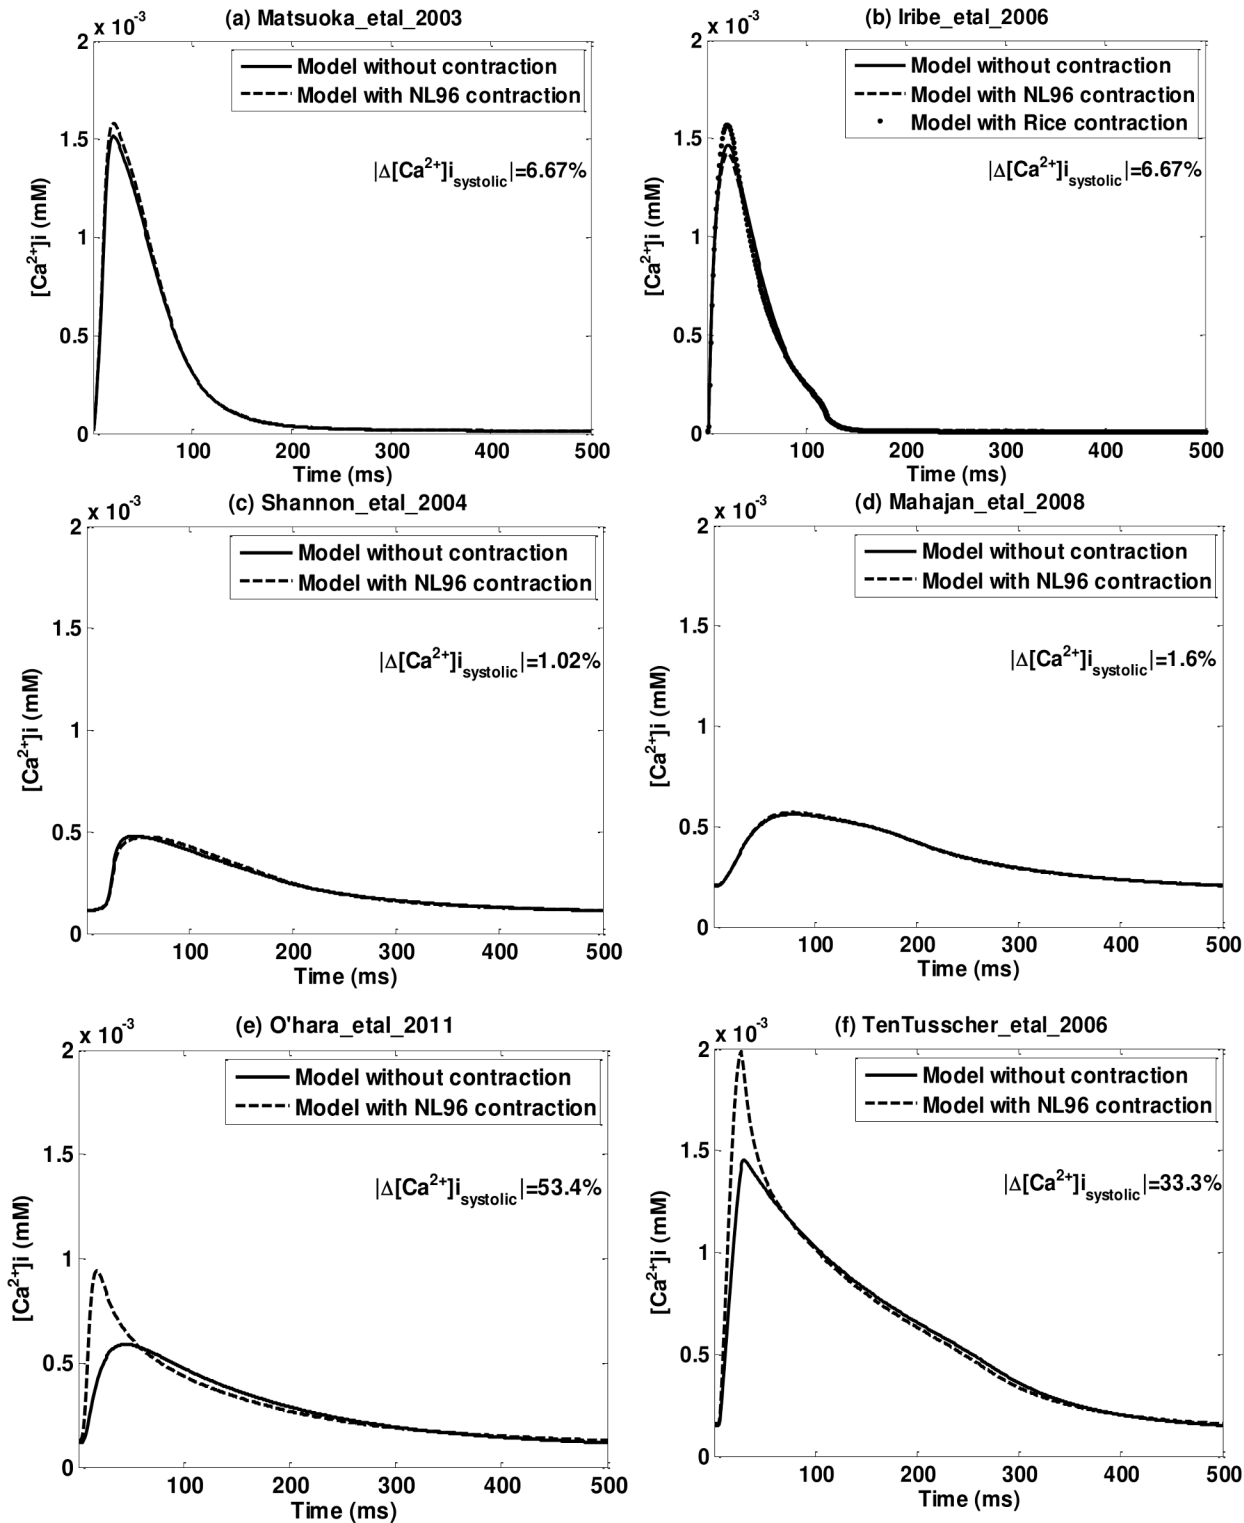 (a) Matsuoka_etal_2003
x 10-3
2
1.5
1
0.5
0
[Ca2+]i (mM)
Model without contraction
Model with NL96 contraction
|Δ[Ca2+]isystolic|=6.67%
100 200 300 400 500
Time (ms)
(b) Iribe_etal_2006
x 10-3
2
1.5
1
0.5
0
[Ca2+]i (mM)
Model without contraction
Model with NL96 contraction
Model with Rice contraction
|Δ[Ca2+]isystolic|=6.67%
100 200 300 400 500
Time (ms)
(c) Shannon_etal_2004
x 10-3
2
1.5
1
0.5
0
[Ca2+]i (mM)
Model without contraction
Model with NL96 contraction
|Δ[Ca2+]isystolic|=1.02%
100 200 300 400 500
Time (ms)
(d) Mahajan_etal_2008
x 10-3
2
1.5
1
0.5
0
[Ca2+]i (mM)
Model without contraction
Model with NL96 contraction
|Δ[Ca2+]isystolic|=1.6%
100 200 300 400 500
Time (ms)
(e) O'hara_etal_2011
x 10-3
2
1.5
1
0.5
0
[Ca2+]i (mM)
Model without contraction
Model with NL96 contraction
|Δ[Ca2+]isystolic|=53.4%
100 200 300 400 500
Time (ms)
(f) TenTusscher_etal_2006
x 10-3
2
1.5
1
0.5
0
[Ca2+]i (mM)
Model without contraction
Model with NL96 contraction
|Δ[Ca2+]isystolic|=33.3%
100 200 300 400 500
Time (ms)